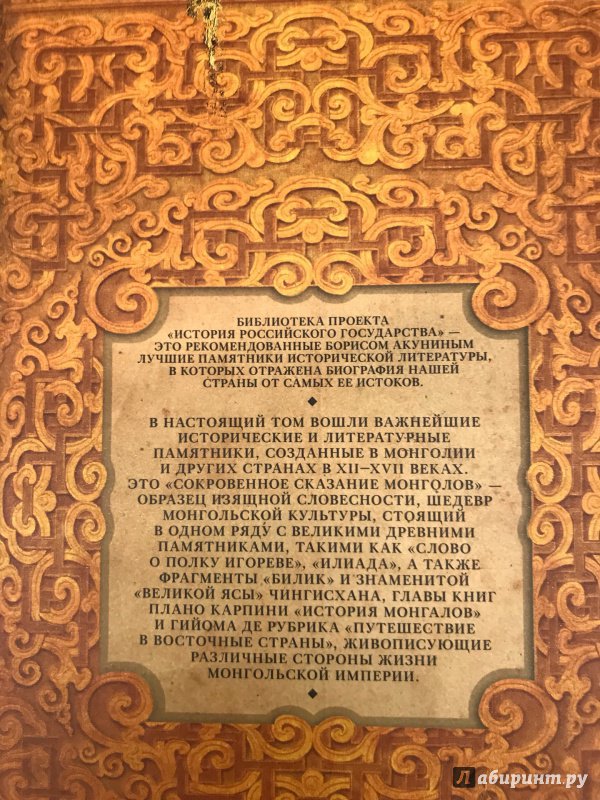 БИБЛИОТЕКА ПРОЕКТА
«ИСТОРИЯ РОССИЙСКОГО ГОСУДАРСТВА» —
ЭТО РЕКОМЕНДОВАННЫЕ БОРИСОМ АКУНИНЫМ
ЛУЧШИЕ ПАМЯТНИКИ ИСТОРИЧЕСКОЙ ЛИТЕРАТУРЫ,
В КОТОРЫХ ОТРАЖЕНА БИОГРАФИЯ НАШЕЙ
СТРАНЫ ОТ САМЫХ ЕЕ ИСТОКОВ.
В НАСТОЯЩИЙ ТОМ ВОШЛИ ВАЖНЕЙШИЕ
ИСТОРИЧЕСКИЕ И ЛИТЕРАТУРНЫЕ
ПАМЯТНИКИ, СОЗДАННЫЕ В МОНГОЛИИ
И ДРУГИХ СТРАНАХ В XII–XVII ВЕКАХ.
ЭТО «СОКРОВЕННОЕ СКАЗАНИЕ МОНГОЛОВ» —
ОБРАЗЕЦ ИЗЯЩНОЙ СЛОВЕСНОСТИ, ШЕДЕВР
МОНГОЛЬСКОЙ КУЛЬТУРЫ, СТОЯЩИЙ
В ОДНОМ РЯДУ́ С ВЕЛИКИМИ ДРЕВНИМИ
ПАМЯТНИКАМИ, ТАКИМИ КАК «СЛОВО
О ПОЛКУ ИГОРЕВЕ», «ИЛИАДА», А ТАКЖЕ
ФРАГМЕНТЫ «БИЛИК» И ЗНАМЕНИТОЙ
«ВЕЛИКОЙ ЯСЫ» ЧИНГИСХАНА, ГЛАВЫ КНИГ
ПЛАНО КАРПИНИ «ИСТОРИЯ МОНГАЛОВ»
И ГИЙОМА ДЕ РУБРИКА «ПУТЕШЕСТВИЕ
В ВОСТОЧНЫЕ СТРАНЫ», ЖИВОПИСУЮЩИЕ
РАЗЛИЧНЫЕ СТОРОНЫ ЖИЗНИ
МОНГОЛЬСКОЙ ИМПЕРИИ.
Лабиринт.ру